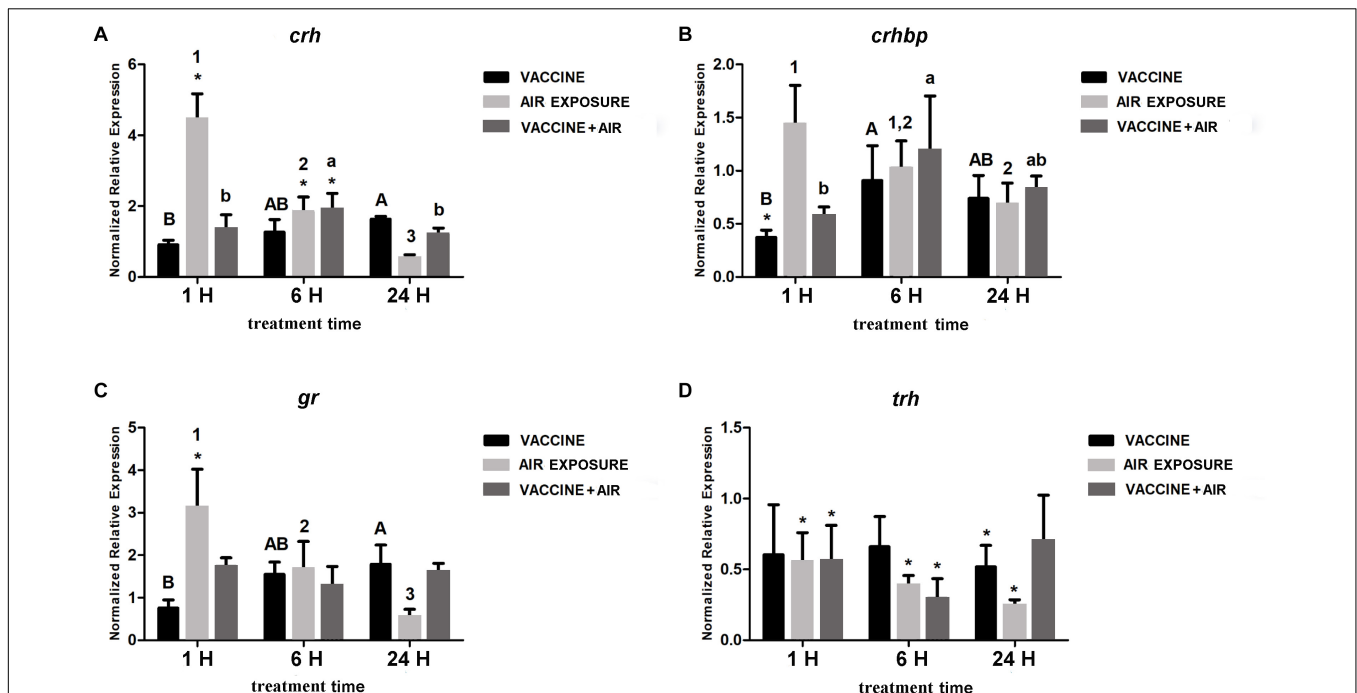 A
crh
Normalized Relative Expression
6
4
2
0
1
*
B
b
2
a
AB
*
*
A
3
b
1 H
6 H
24 H
treatment time
VACCINE
AIR EXPOSURE
VACCINE + AIR
B
crhbp
Normalized Relative Expression
2.0
1.5
1.0
0.5
0.0
1
B
*
b
A
1,2
a
AB
2
ab
1 H
6 H
24 H
treatment time
VACCINE
AIR EXPOSURE
VACCINE + AIR
C
gr
Normalized Relative Expression
5
4
3
2
1
0
1
*
B
AB
2
A
3
1 H
6 H
24 H
treatment time
VACCINE
AIR EXPOSURE
VACCINE + AIR
D
trh
Normalized Relative Expression
1.5
1.0
0.5
0.0
*
*
*
*
*
*
1 H
6 H
24 H
treatment time
VACCINE
AIR EXPOSURE
VACCINE + AIR